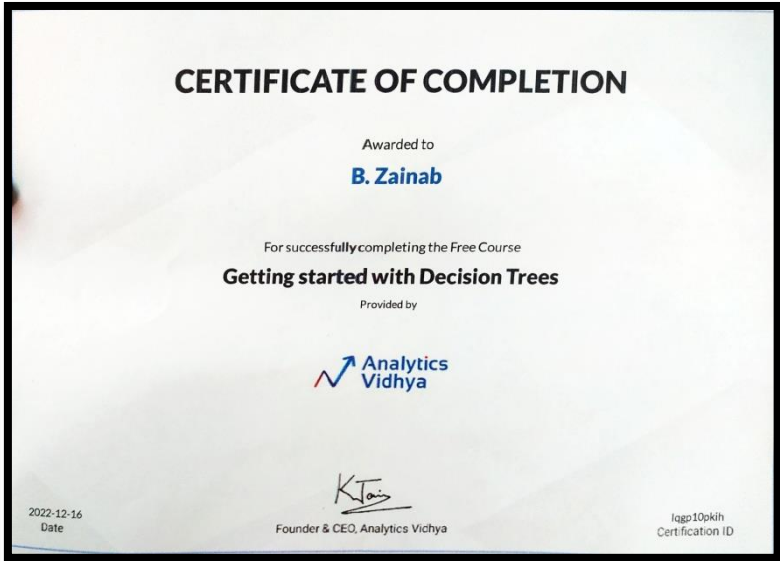 CERTIFICATE OF COMPLETION
Awarded to
B. Zainab
For successfully completing the Free Course
Getting started with Decision Trees
Provided by
Analytics
Vidhya
K Jain
Founder & CEO, Analytics Vidhya
2022-12-16
Date
lqgp10pkih
Certification ID